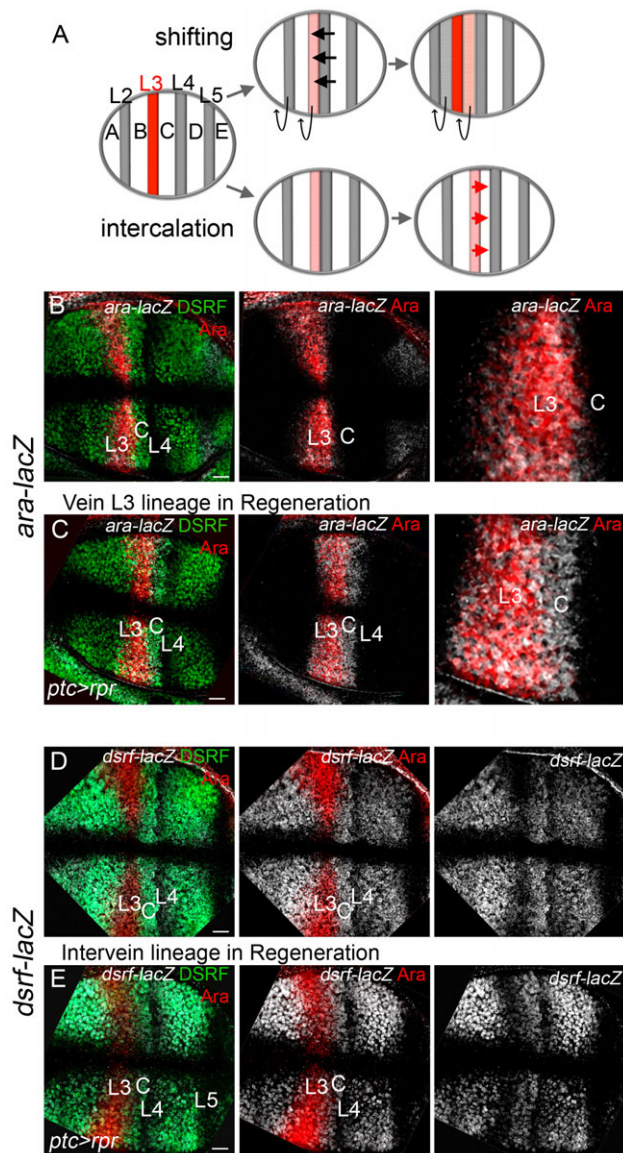 A
shifting
L2 L3 L4 L5
A B C D E
intercalation
B
ara-lacZ DSRF
Ara
L3 C L4
ara-lacZ Ara
L3 C
ara-lacZ Ara
L3 C
ara-lacZ
Vein L3 lineage in Regeneration
C
ara-lacZ DSRF
Ara
L3 C L4
ptc>rpr
ara-lacZ Ara
L3 C L4
ara-lacZ Ara
L3 C
D
dsrf-lacZ DSRF
Ara
L3 C L4
dsrf-lacZ Ara
L3 C L4
dsrf-lacZ
dsrf-lacZ
Intervein lineage in Regeneration
E
dsrf-lacZ DSRF
Ara
L3 C L4 L5
ptc>rpr
dsrf-lacZ Ara
L3 C L4
dsrf-lacZ